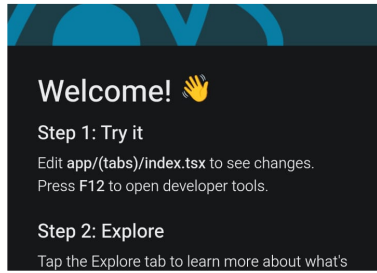 Welcome! 👋
Step 1: Try it
Edit app/(tabs)/index.tsx to see changes.
Press F12 to open developer tools.
Step 2: Explore
Tap the Explore tab to learn more about what's